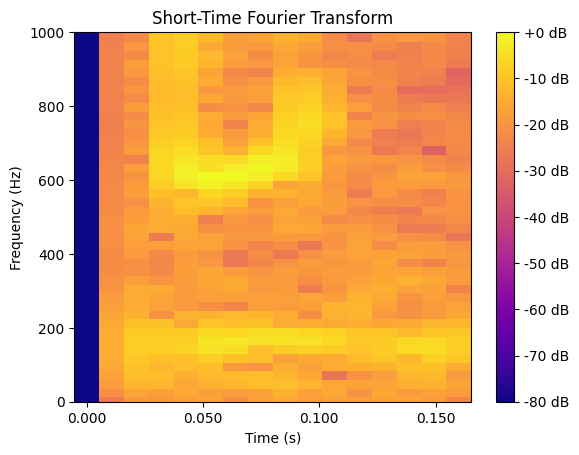 Short-Time Fourier Transform
1000
800
600
400
200
0
Frequency (Hz)
0.000
0.050
0.100
0.150
Time (s)
+0 dB
-10 dB
-20 dB
-30 dB
-40 dB
-50 dB
-60 dB
-70 dB
-80 dB